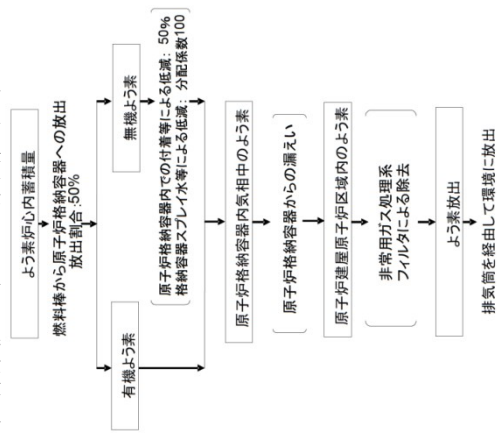 よう素炉心内蓄積量
燃料棒から原子炉格納容器への放出
放出割合:50%
有機よう素
無機よう素
原子炉格納容器内での付着等による低減: 50%
格納容器スプレイ水等による低減: 分配係数100
原子炉格納容器内気相中のよう素
原子炉格納容器からの漏えい
原子炉建屋原子炉区域内のよう素
非常用ガス処理系
フィルタによる除去
よう素放出
排気筒を経由して環境に放出